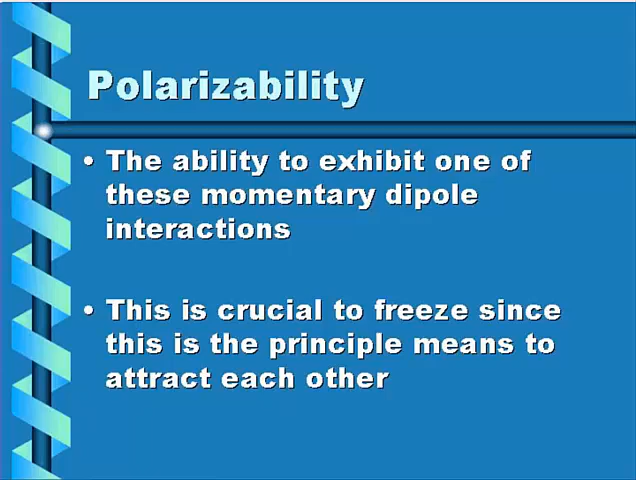 Polarizability
• The ability to exhibit one of
these momentary dipole
interactions
• This is crucial to freeze since
this is the principle means to
attract each other